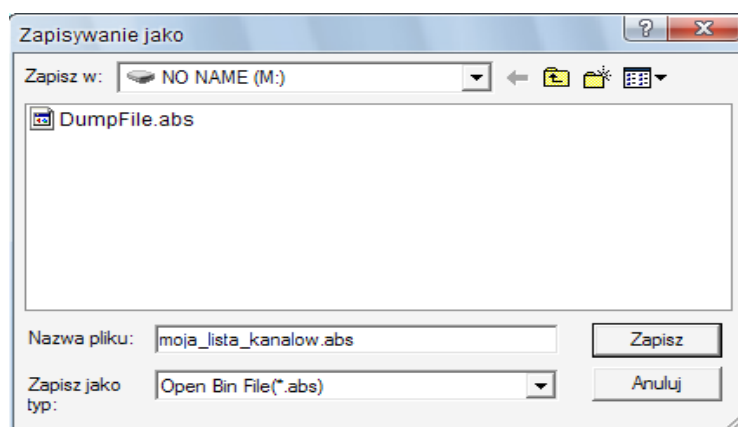 Zapisywanie jako
Zapisz w: NO NAME (M:)
DumpFile.abs
Nazwa pliku: moja_lista_kanalow.abs Zapisz
Zapisz jako typ: Open Bin File(*.abs) Anuluj